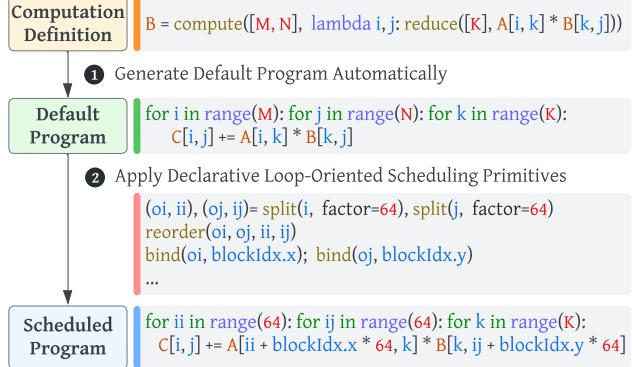 Computation
Definition
B = compute([M, N], lambda i, j: reduce([K], A[i, k] * B[k, j]))
1 Generate Default Program Automatically
Default
Program
for i in range(M): for j in range(N): for k in range(K):
C[i, j] += A[i, k] * B[k, j]
2 Apply Declarative Loop-Oriented Scheduling Primitives
(oi, ii), (oj, ij)= split(i, factor=64), split(j, factor=64)
reorder(oi, oj, ii, ij)
bind(oi, blockIdx.x); bind(oj, blockIdx.y)
...
Scheduled
Program
for ii in range(64): for ij in range(64): for k in range(K):
C[i, j] += A[ii + blockIdx.x * 64, k] * B[k, ij + blockIdx.y * 64]